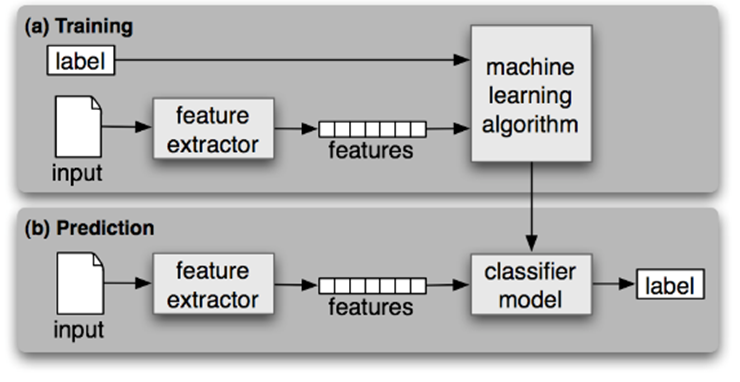 (a) Training
label
machine
learning
algorithm
feature
extractor
features
input
(b) Prediction
feature
extractor
features
classifier
model
label
input